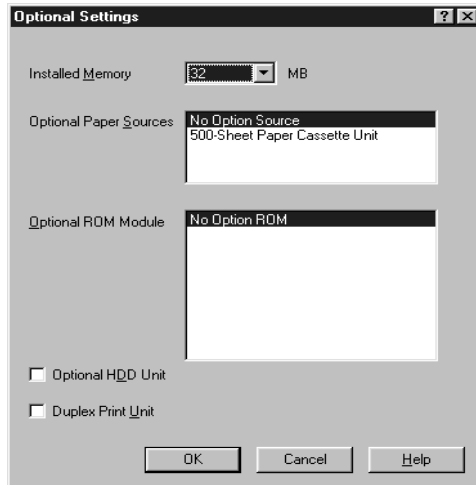 Optional Settings
Installed Memory 32 MB
Optional Paper Sources No Option Source
500-Sheet Paper Cassette Unit
Optional ROM Module No Option ROM
Optional HDD Unit
Duplex Print Unit
OK Cancel Help